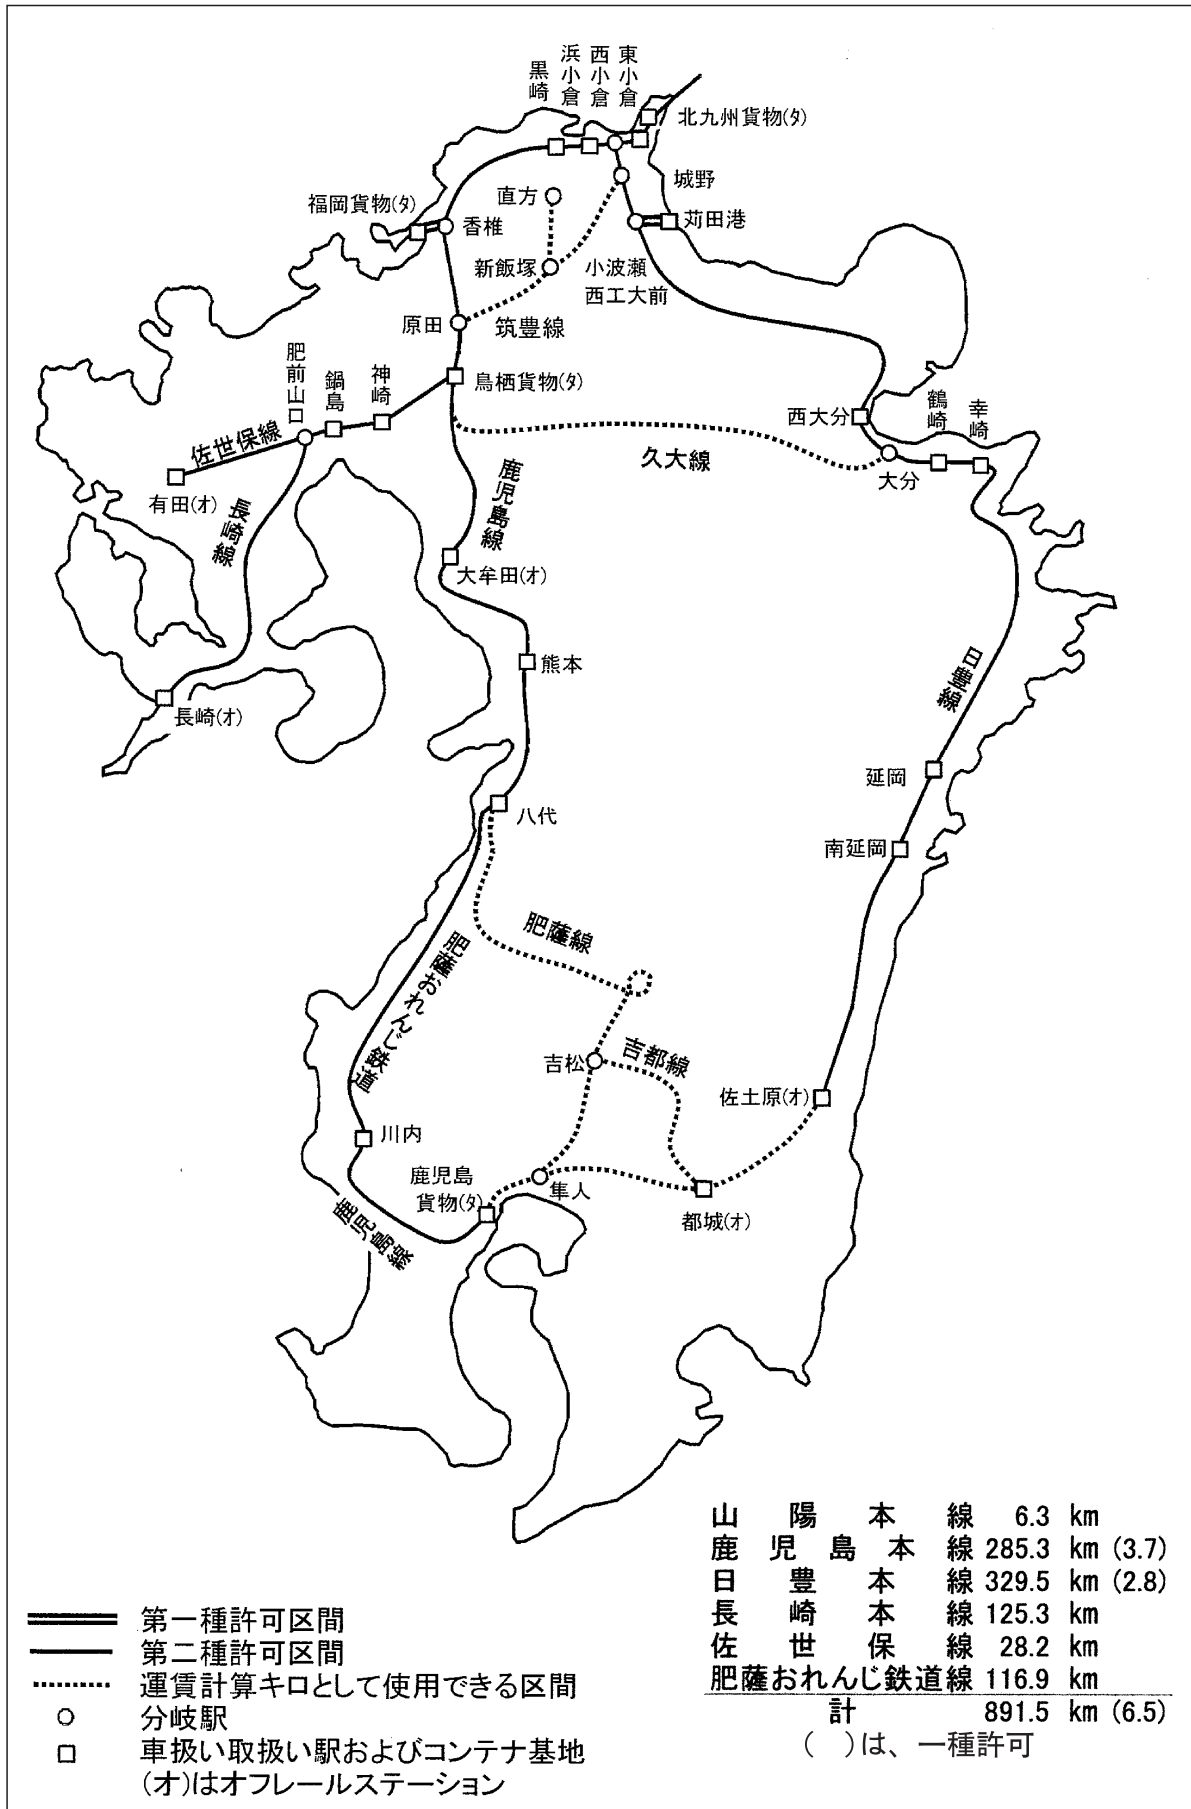 黒崎
浜小倉
西小倉
東小倉
北九州貨物(タ)
城野
直方
福岡貨物(タ)
香椎
苅田港
新飯塚
小波瀬
西工大前
原田
筑豊線
肥前山口
鍋島
神崎
鳥栖貨物(タ)
西大分
鶴崎
幸崎
佐世保線
久大線
大分
有田(オ)
長崎線
鹿児島線
大牟田(オ)
熊本
日豊線
長崎(オ)
延岡
八代
南延岡
肥薩線
肥薩おれんじ鉄道
吉松
吉都線
佐土原(オ)
川内
鹿児島
貨物(タ)
隼人
都城(オ)
鹿児島線
山陽本線 6.3 km
鹿児島本線 285.3 km (3.7)
日豊本線 329.5 km (2.8)
長崎本線 125.3 km
佐世保線 28.2 km
肥薩おれんじ鉄道線 116.9 km
計 891.5 km (6.5)
( )は、一種許可
第一種許可区間
第二種許可区間
運賃計算キロとして使用できる区間
分岐駅
車扱い取扱い駅およびコンテナ基地
(オ)はオフレールステーション